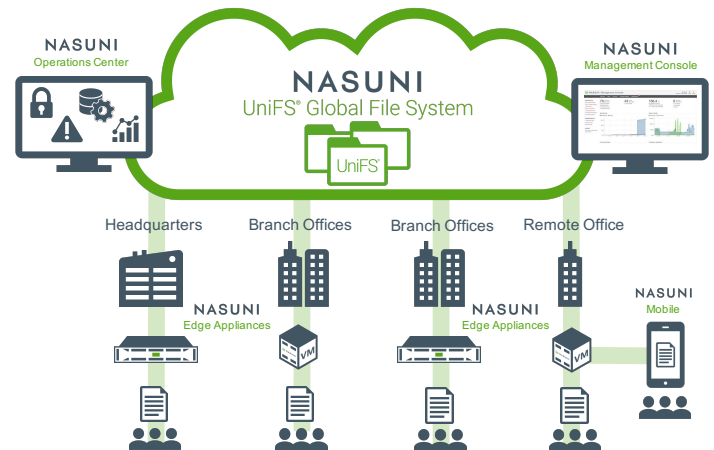 NASUNI
Operations Center
NASUNI
Management Console
NASUNI
UniFS® Global File System
UniFS®
Headquarters
Branch Offices
Branch Offices
Remote Office
NASUNI
Edge Appliances
NASUNI
Edge Appliances
NASUNI
Mobile
VM
VM